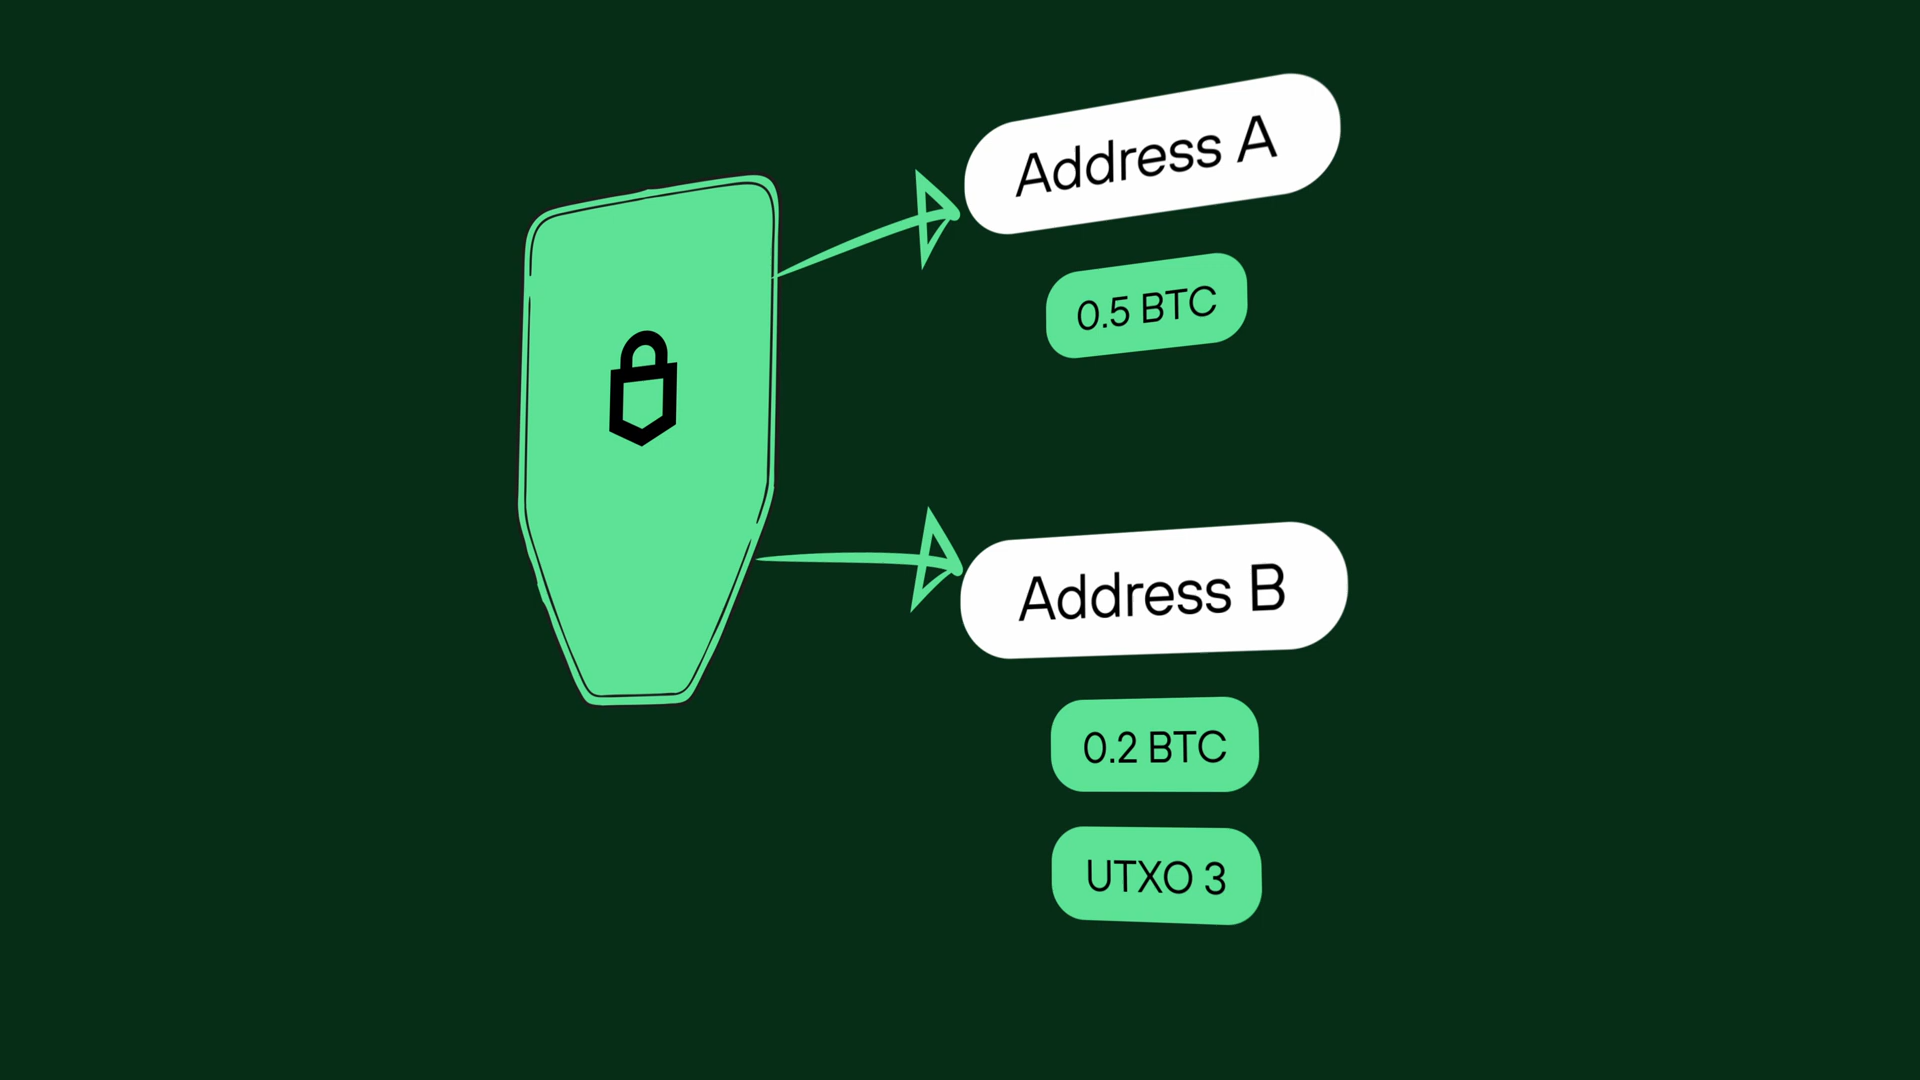 Address A
0.5 BTC
Address B
0.2 BTC
UTXO 3